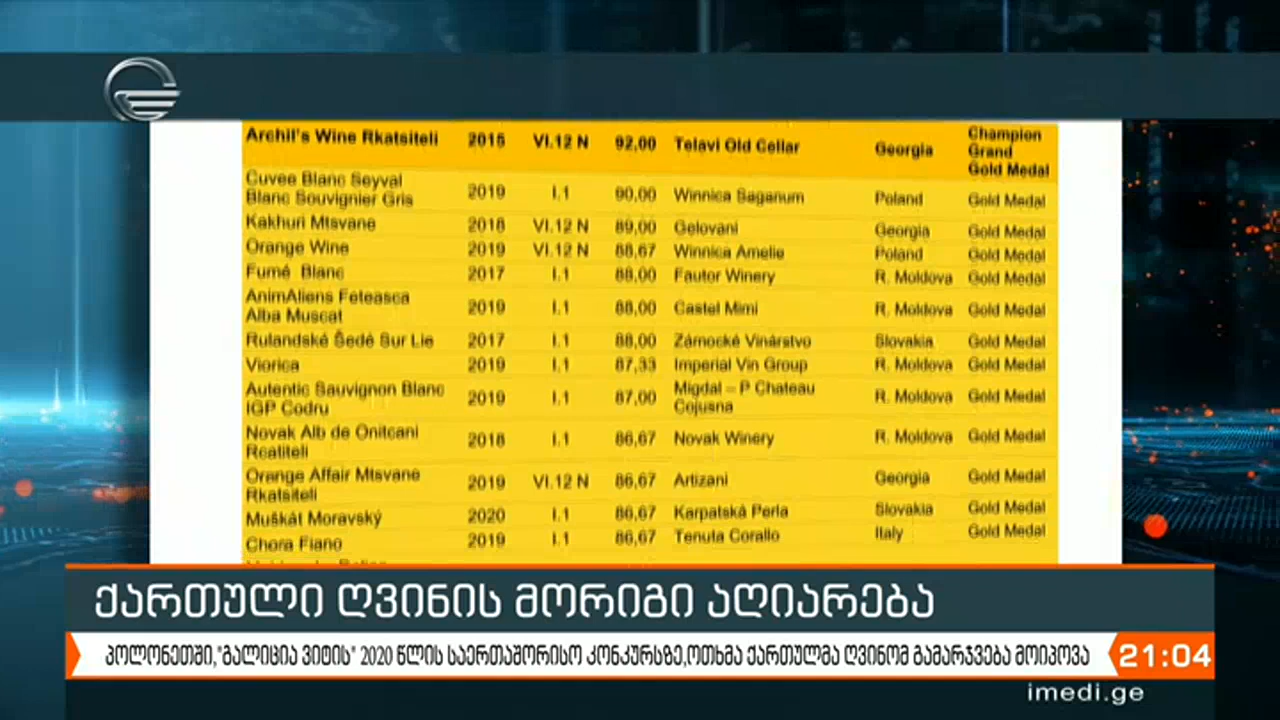 Archil's Wine Rkatsiteli 2015 VI.12 N 92,00 Telavi Old Cellar Georgia Champion Grand Gold Medal
Cuvee Blanc Seyval Blanc Souvignier Gris 2019 I.1 90,00 Winnica Saganum Poland Gold Medal
Kakhuri Mtsvane 2018 VI.12 N 89,00 Gelovani Georgia Gold Medal
Orange Wine 2019 VI.12 N 88,67 Winnica Amelie Poland Gold Medal
Fumé Blanc 2017 I.1 88,00 Fautor Winery R. Moldova Gold Medal
AnimAliens Feteasca Alba Muscat 2019 I.1 88,00 Castel Mimi R. Moldova Gold Medal
Rulandské Šedé Sur Lie 2017 I.1 88,00 Zámocké Vinárstvo Slovakia Gold Medal
Viorica 2019 I.1 87,33 Imperial Vin Group R. Moldova Gold Medal
Autentic Sauvignon Blanc IGP Codru 2019 I.1 87,00 Migdal – P Chateau Cojusna R. Moldova Gold Medal
Novak Alb de Onitcani Rcatiteli 2018 I.1 86,67 Novak Winery R. Moldova Gold Medal
Orange Affair Mtsvane Rkatsiteli 2019 VI.12 N 86,67 Artizani Georgia Gold Medal
Muškát Moravský 2020 I.1 86,67 Karpatská Perla Slovakia Gold Medal
Chora Fiano 2019 I.1 86,67 Tenuta Corallo Italy Gold Medal
ქართული ღვინის მორიგი აღიარება
პოლონეთში,"გალიცია ვიტის" 2020 წლის საერთაშორისო კონკურსზე,ოთხმა ქართულმა ღვინომ გამარჯვება მოიპოვა
21:04
imedi.ge